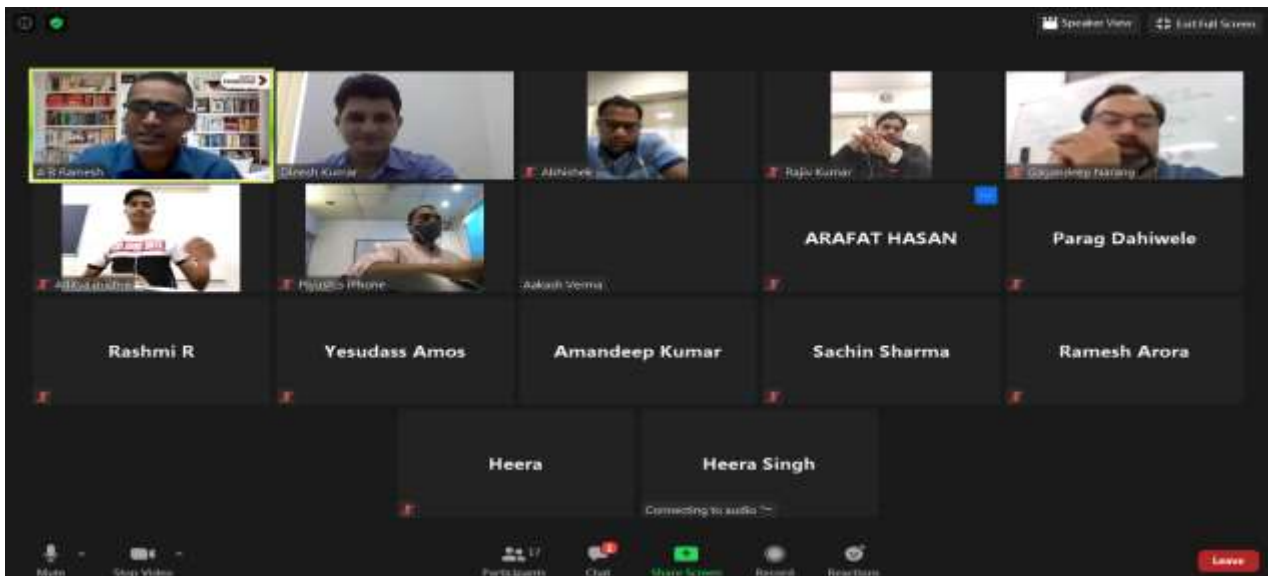 Speaker View
Exit Full Screen
A B Ramesh
Dinesh Kumar
Abhishek
Rajiv Kumar
Gagandeep Narang
iPhone
Aakash Verma
ARAFAT HASAN
Parag Dahiwele
Rashmi R
Yesudass Amos
Amandeep Kumar
Sachin Sharma
Ramesh Arora
Heera
Heera Singh
Connecting to audio
Mute
Stop Video
17
Participants
Chat
Share Screen
Record
Reactions
Leave